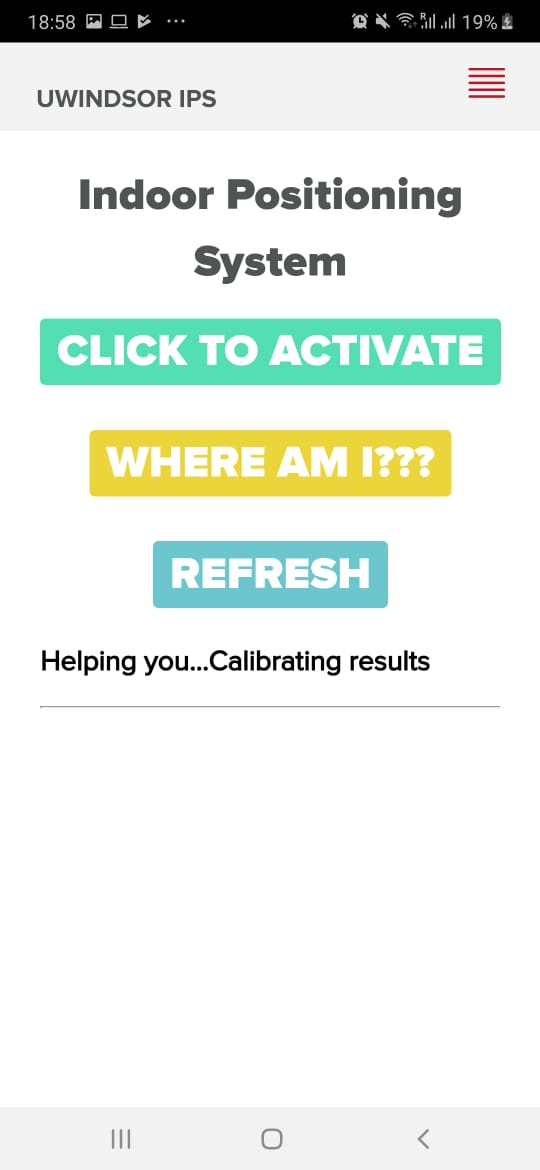 18:58 R 19%
UWINDSOR IPS
Indoor Positioning
System
CLICK TO ACTIVATE
WHERE AM I???
REFRESH
Helping you...Calibrating results